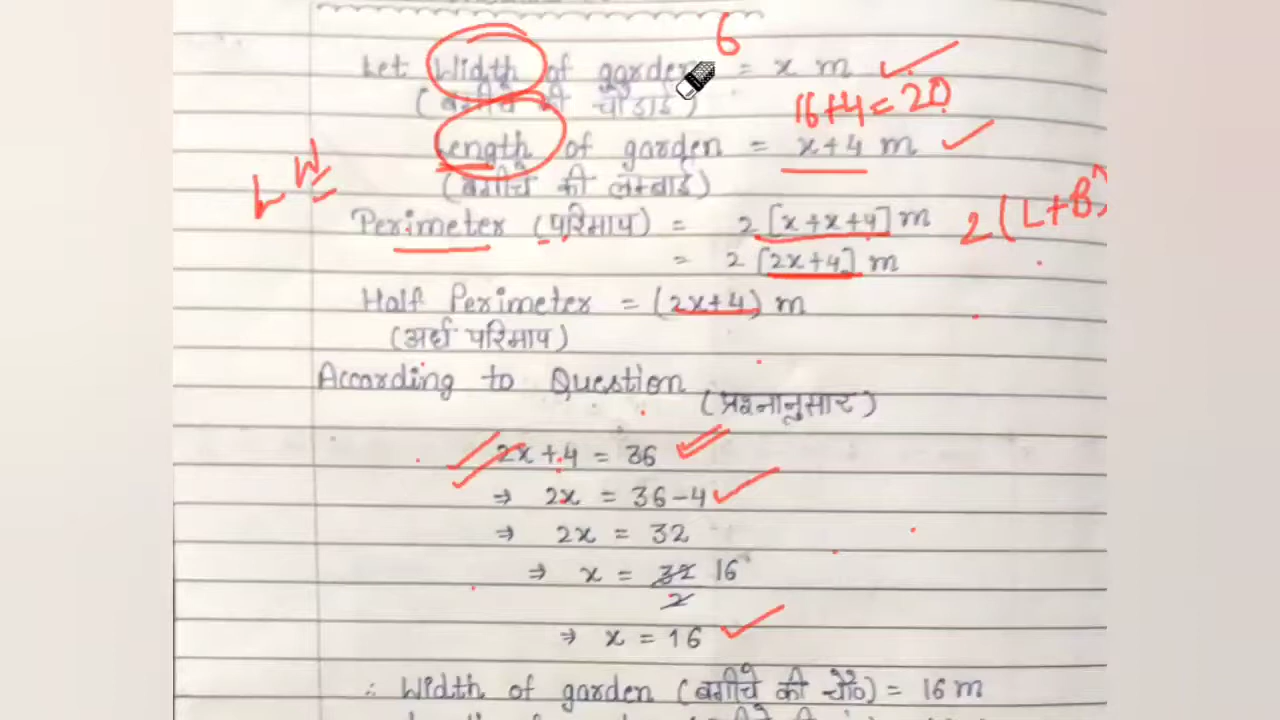 6
Let Width of garden = x m
(बगीचे की चौडाई)
16+4=20
Length of garden = x+4 m
(बगीचे की लम्बाई)
L W
Perimeter (परिमाप) = 2 [x+x+4] m
2(L+B)
= 2 [2x+4] m
Half Perimeter = (2x+4) m
(अर्ध परिमाप)
According to Question
(प्रश्नानुसार)
2x+4 = 36
⇒ 2x = 36-4
⇒ 2x = 32
⇒ x = 32/2 16
⇒ x = 16
∴ Width of garden (बगीचे की चौ०) = 16 m